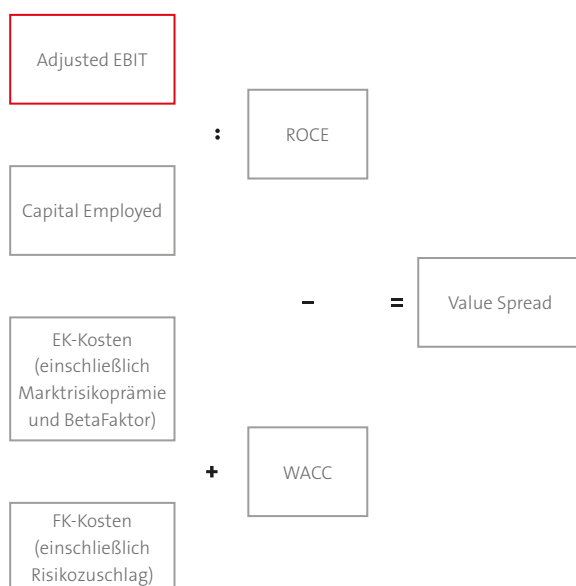 Adjusted EBIT
:
ROCE
Capital Employed
–
=
Value Spread
EK-Kosten
(einschließlich
Marktrisikoprämie
und BetaFaktor)
+
WACC
FK-Kosten
(einschließlich
Risikozuschlag)